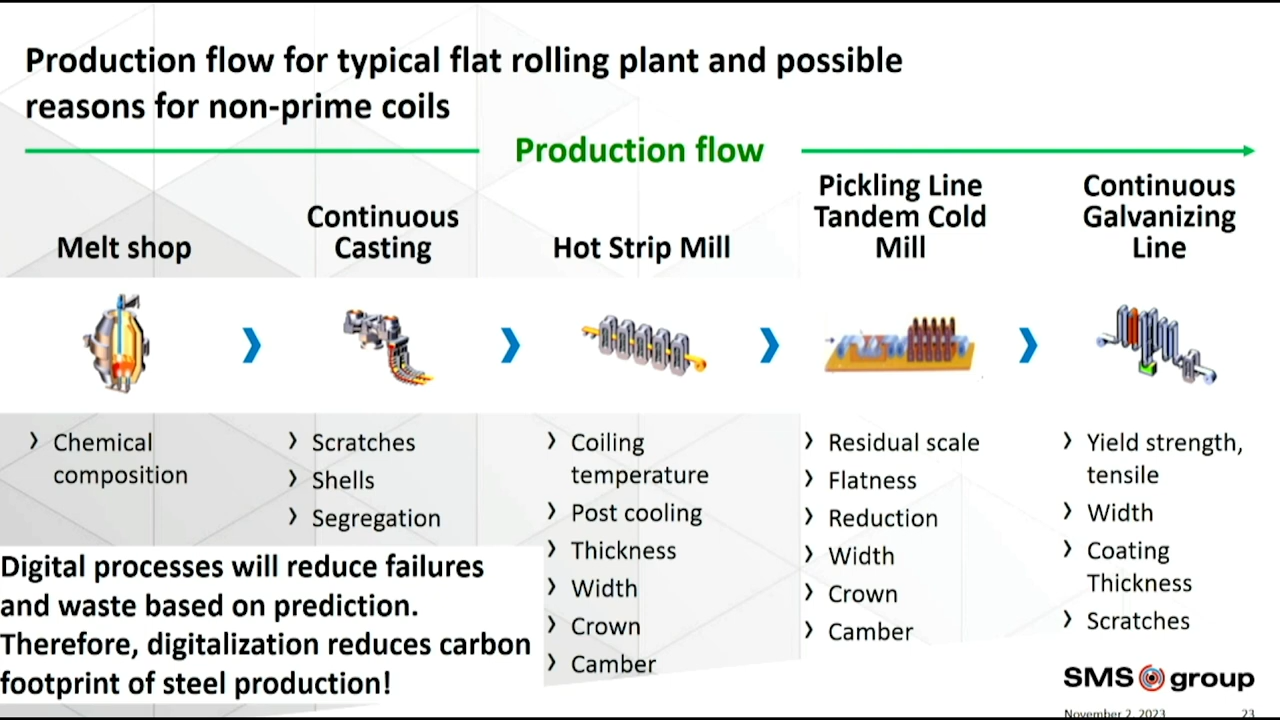 Production flow for typical flat rolling plant and possible
reasons for non-prime coils
Production flow
Melt shop
Continuous
Casting
Hot Strip Mill
Pickling Line
Tandem Cold
Mill
Continuous
Galvanizing
Line
❯ Chemical
composition
❯ Scratches
❯ Shells
❯ Segregation
❯ Coiling
temperature
❯ Post cooling
❯ Thickness
❯ Width
❯ Crown
❯ Camber
❯ Residual scale
❯ Flatness
❯ Reduction
❯ Width
❯ Crown
❯ Camber
❯ Yield strength,
tensile
❯ Width
❯ Coating
Thickness
❯ Scratches
Digital processes will reduce failures
and waste based on prediction.
Therefore, digitalization reduces carbon
footprint of steel production!
SMS group
November 2, 2023 23